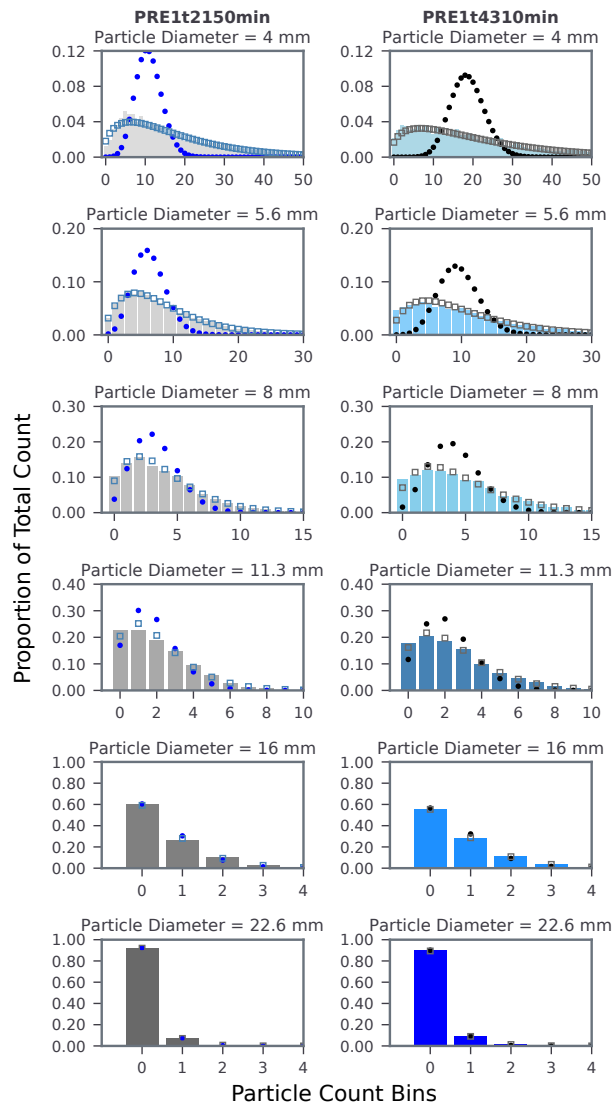 PRE1t2150min PRE1t4310min
Particle Diameter = 4 mm Particle Diameter = 4 mm
0.12 0.12
0.08 0.08
0.04 0.04
0.00 0.00
0 10 20 30 40 50 0 10 20 30 40 50
Particle Diameter = 5.6 mm Particle Diameter = 5.6 mm
0.20 0.20
0.10 0.10
0.00 0.00
0 10 20 30 0 10 20 30
Particle Diameter = 8 mm Particle Diameter = 8 mm
0.30 0.30
0.20 0.20
0.10 0.10
0.00 0.00
0 5 10 15 0 5 10 15
Particle Diameter = 11.3 mm Particle Diameter = 11.3 mm
0.40 0.40
0.30 0.30
0.20 0.20
0.10 0.10
0.00 0.00
0 2 4 6 8 10 0 2 4 6 8 10
Particle Diameter = 16 mm Particle Diameter = 16 mm
1.00 1.00
0.80 0.80
0.60 0.60
0.40 0.40
0.20 0.20
0.00 0.00
0 1 2 3 4 0 1 2 3 4
Particle Diameter = 22.6 mm Particle Diameter = 22.6 mm
1.00 1.00
0.80 0.80
0.60 0.60
0.40 0.40
0.20 0.20
0.00 0.00
0 1 2 3 4 0 1 2 3 4
Proportion of Total Count
Particle Count Bins